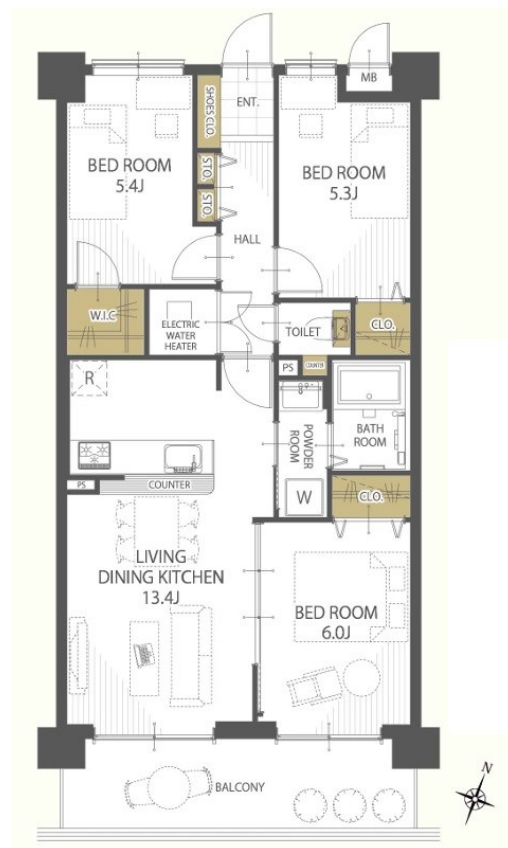 MB
SHOES CLO.
ENT.
BED ROOM
5.4J
BED ROOM
5.3J
STO.
STO.
HALL
W.I.C
ELECTRIC
WATER
HEATER
TOILET
CLO.
R
PS
COUNTER
POWDER
ROOM
BATH
ROOM
PS
COUNTER
W
CLO.
LIVING
DINING KITCHEN
13.4J
BED ROOM
6.0J
BALCONY
N